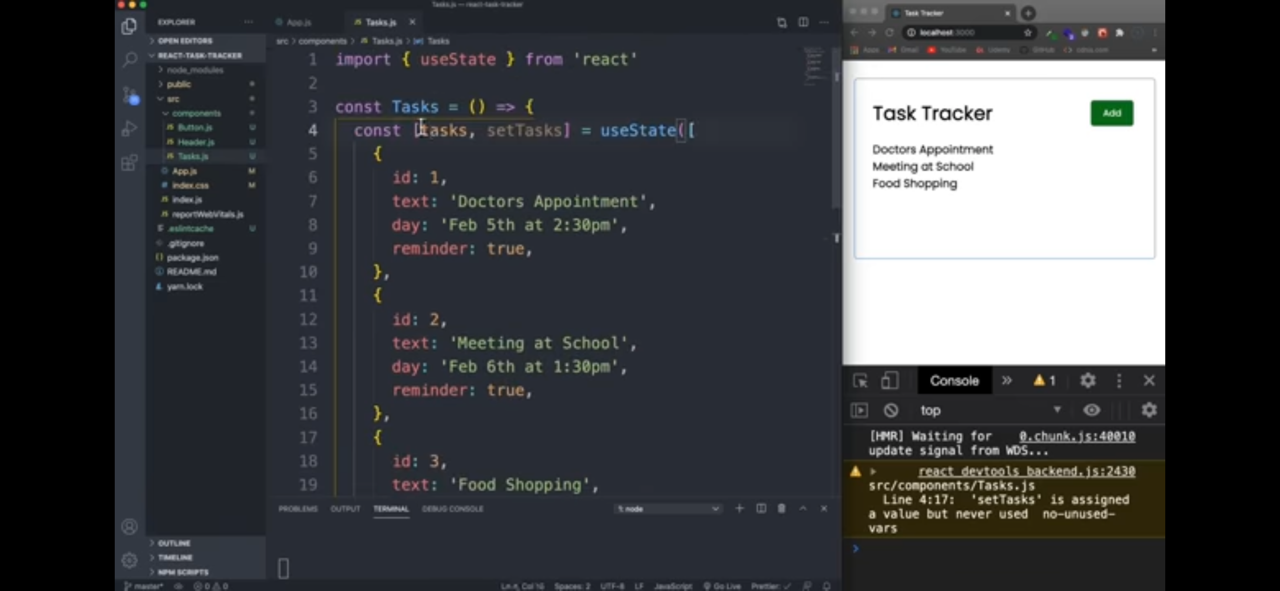 Tasks.js — react-task-tracker
EXPLORER
OPEN EDITORS
REACT-TASK-TRACKER
node_modules
public
src
components
Button.js U
Header.js U
Tasks.js U
App.js M
index.css M
index.js
reportWebVitals.js
.eslintcache U
.gitignore
package.json
README.md
yarn.lock
OUTLINE
TIMELINE
NPM SCRIPTS
App.js Tasks.js
src > components > Tasks.js > Tasks
1 import { useState } from 'react'
2
3 const Tasks = () => {
4 const [tasks, setTasks] = useState([
5 {
6 id: 1,
7 text: 'Doctors Appointment',
8 day: 'Feb 5th at 2:30pm',
9 reminder: true,
10 },
11 {
12 id: 2,
13 text: 'Meeting at School',
14 day: 'Feb 6th at 1:30pm',
15 reminder: true,
16 },
17 {
18 id: 3,
19 text: 'Food Shopping',
PROBLEMS OUTPUT TERMINAL DEBUG CONSOLE 1: node
master* 0 0 Spaces: 2 UTF-8 LF JavaScript Go Live Prettier: ✓
Task Tracker
localhost:3000
Apps Gmail YouTube Udemy GitHub
Task Tracker Add
Doctors Appointment
Meeting at School
Food Shopping
Console » 1
top
[HMR] Waiting for 0.chunk.js:40010
update signal from WDS...
react_devtools_backend.js:2430
src/components/Tasks.js
Line 4:17: 'setTasks' is assigned
a value but never used no-unused-
vars